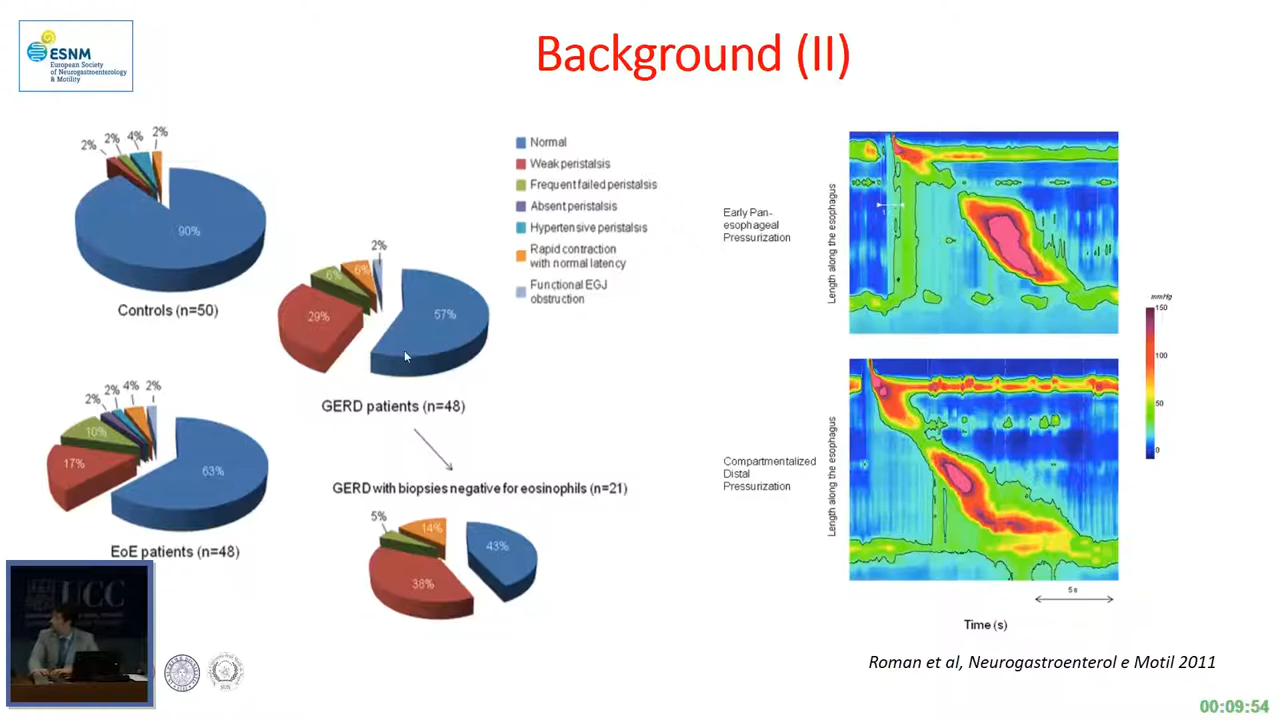 ESNM
European Society
of Neurogastroenterology
& Motility
Background (II)
2%
2%
4%
2%
90%
Controls (n=50)
Normal
Weak peristalsis
Frequent failed peristalsis
Absent peristalsis
Hypertensive peristalsis
Rapid contraction
with normal latency
Functional EGJ
obstruction
2%
6%
6%
29%
57%
GERD patients (n=48)
2%
2%
4%
2%
10%
17%
63%
EoE patients (n=48)
GERD with biopsies negative for eosinophils (n=21)
5%
14%
43%
38%
Early Pan-
esophageal
Pressurization
Length along the esophagus
1
mmHg
150
100
50
0
Compartmentalized
Distal
Pressurization
Length along the esophagus
5 s
Time (s)
Roman et al, Neurogastroenterol e Motil 2011
UCC
SUN
00:09:54